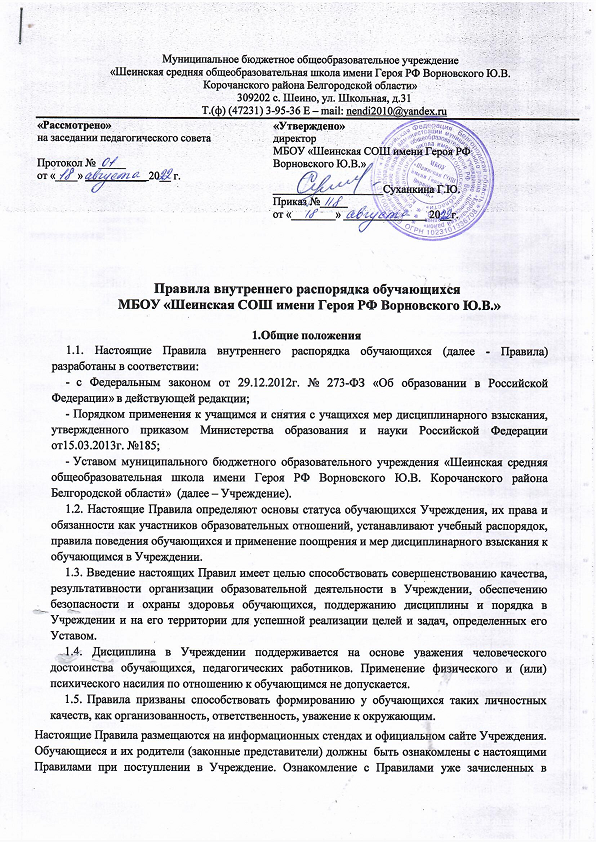 Муниципальное бюджетное общеобразовательное учреждение
«Шеинская средняя общеобразовательная школа имени Героя РФ Ворновского Ю.В.
Корочанского района Белгородской области»
309202 с. Шеино, ул. Школьная, д.31
Т.(ф) (47231) 3-95-36 Е – mail: nendi2010@yandex.ru
«Рассмотрено»
на заседании педагогического совета
Протокол № 01
от « 18 » августа 2022 г.
«Утверждено»
директор
МБОУ «Шеинская СОШ имени Героя РФ
Ворновского Ю.В.»
Суханкина Г.Ю.
Приказ № 118
от « 18 » августа 2022г.
Правила внутреннего распорядка обучающихся
МБОУ «Шеинская СОШ имени Героя РФ Ворновского Ю.В.»
1.Общие положения
1.1. Настоящие Правила внутреннего распорядка обучающихся (далее - Правила)
разработаны в соответствии:
- с Федеральным законом от 29.12.2012г. № 273-ФЗ «Об образовании в Российской
Федерации» в действующей редакции;
- Порядком применения к учащимся и снятия с учащихся мер дисциплинарного взыскания,
утвержденного приказом Министерства образования и науки Российской Федерации
от15.03.2013г. №185;
- Уставом муниципального бюджетного образовательного учреждения «Шеинская средняя
общеобразовательная школа имени Героя РФ Ворновского Ю.В. Корочанского района
Белгородской области» (далее – Учреждение).
1.2. Настоящие Правила определяют основы статуса обучающихся Учреждения, их права и
обязанности как участников образовательных отношений, устанавливают учебный распорядок,
правила поведения обучающихся и применение поощрения и мер дисциплинарного взыскания к
обучающимся в Учреждении.
1.3. Введение настоящих Правил имеет целью способствовать совершенствованию качества,
результативности организации образовательной деятельности в Учреждении, обеспечению
безопасности и охраны здоровья обучающихся, поддержанию дисциплины и порядка в
Учреждении и на его территории для успешной реализации целей и задач, определенных его
Уставом.
1.4. Дисциплина в Учреждении поддерживается на основе уважения человеческого
достоинства обучающихся, педагогических работников. Применение физического и (или)
психического насилия по отношению к обучающимся не допускается.
1.5. Правила призваны способствовать формированию у обучающихся таких личностных
качеств, как организованность, ответственность, уважение к окружающим.
Настоящие Правила размещаются на информационных стендах и официальном сайте Учреждения.
Обучающиеся и их родители (законные представители) должны быть ознакомлены с настоящими
Правилами при поступлении в Учреждение. Ознакомление с Правилами уже зачисленных в